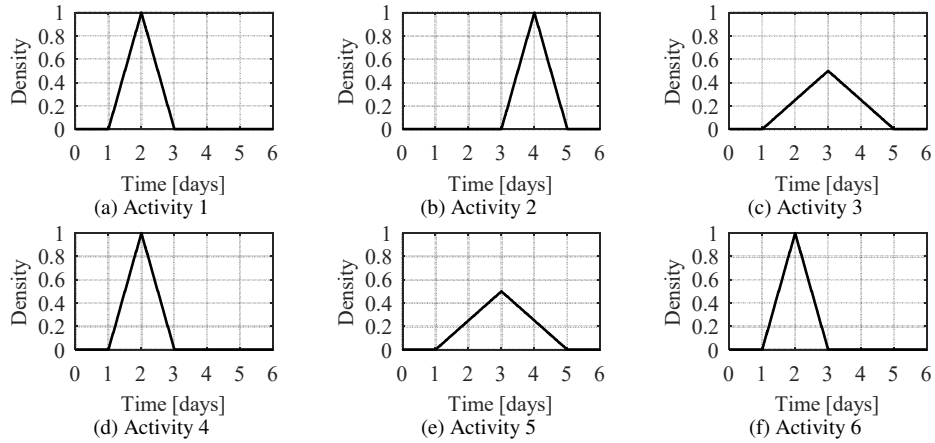 1 1 1
0.8 0.8 0.8
0.6 0.6 0.6
0.4 0.4 0.4
0.2 0.2 0.2
0 0 0
Density Density Density
0 1 2 3 4 5 6 0 1 2 3 4 5 6 0 1 2 3 4 5 6
Time [days] Time [days] Time [days]
(a) Activity 1 (b) Activity 2 (c) Activity 3
1 1 1
0.8 0.8 0.8
0.6 0.6 0.6
0.4 0.4 0.4
0.2 0.2 0.2
0 0 0
Density Density Density
0 1 2 3 4 5 6 0 1 2 3 4 5 6 0 1 2 3 4 5 6
Time [days] Time [days] Time [days]
(d) Activity 4 (e) Activity 5 (f) Activity 6